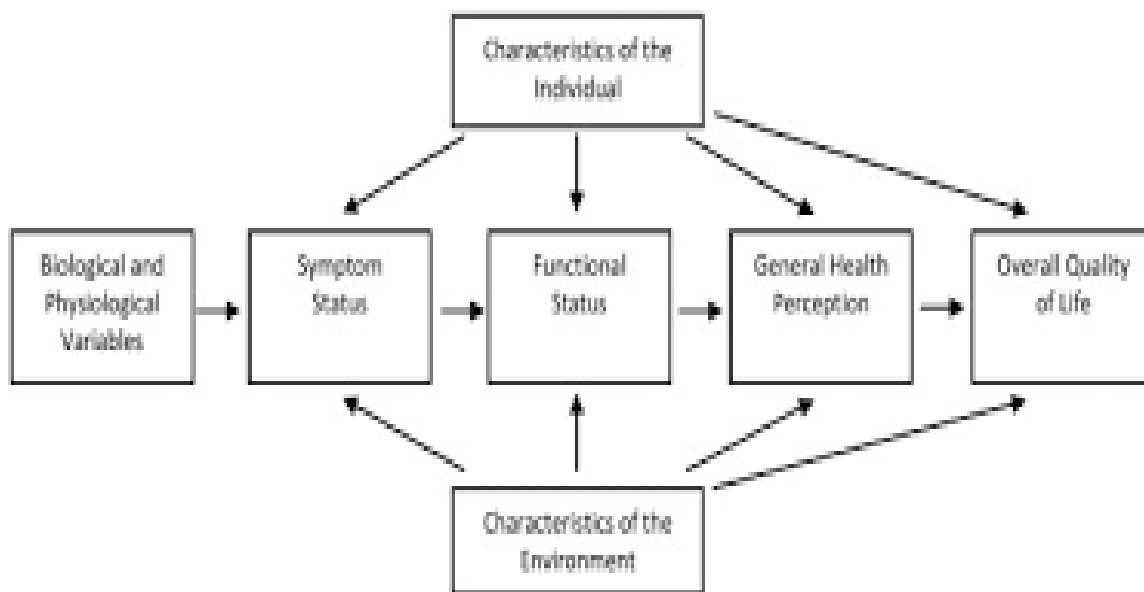 Characteristics of the
Individual
Biological and
Physiological
Variables
Symptom
Status
Functional
Status
General Health
Perception
Overall Quality
of Life
Characteristics of the
Environment